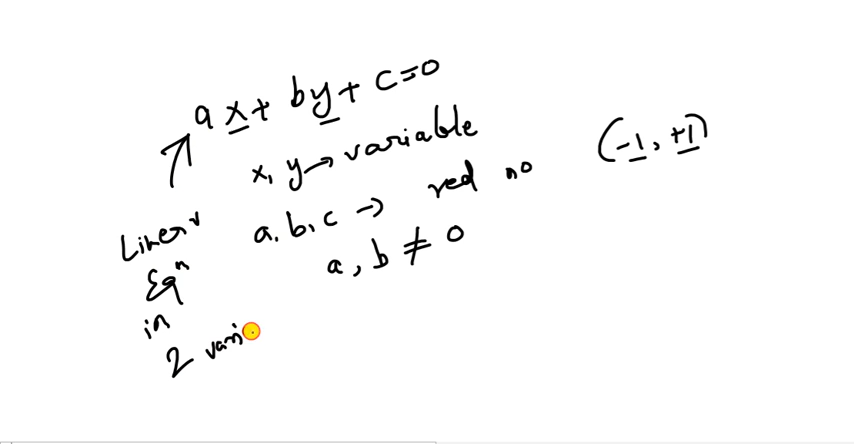 ax + by + c=0
x, y → variable
(-1, +1)
a, b, c → real no
a, b ≠ 0
Linear
Eqⁿ
in
2 vari